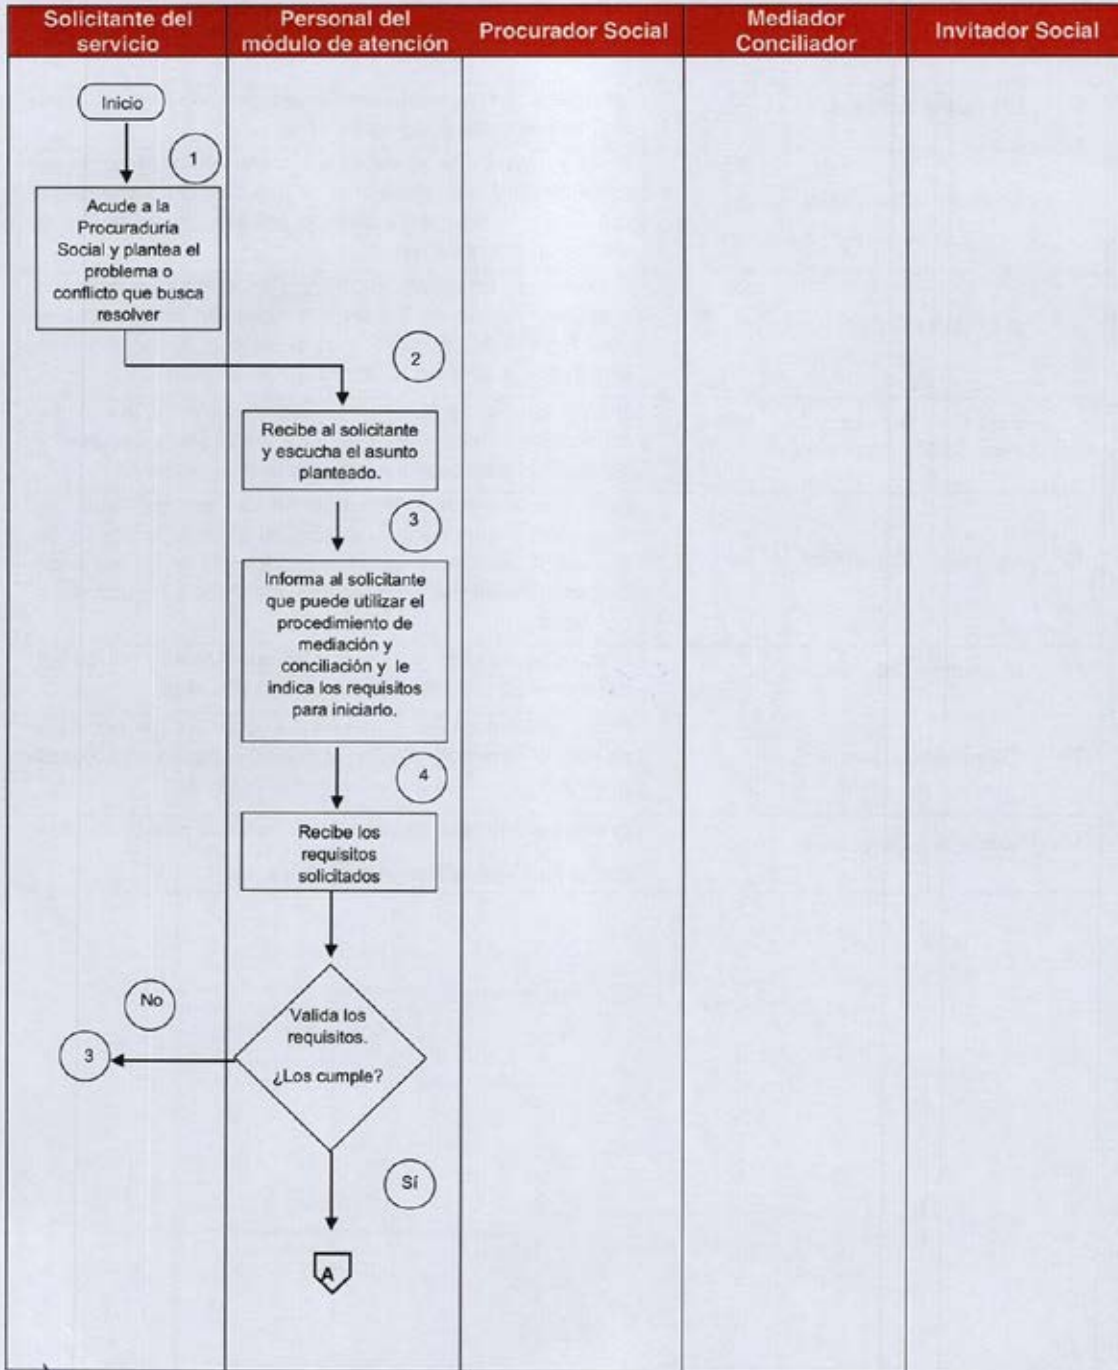 Solicitante del
servicio
Personal del
módulo de atención
Procurador Social
Mediador
Conciliador
Invitador Social
Inicio
1
Acude a la
Procuraduría
Social y plantea el
problema o
conflicto que busca
resolver
2
Recibe al solicitante
y escucha el asunto
planteado.
3
Informa al solicitante
que puede utilizar el
procedimiento de
mediación y
conciliación y le
indica los requisitos
para iniciarlo.
4
Recibe los
requisitos
solicitados
Valida los
requisitos.
¿Los cumple?
No
3
Sí
A